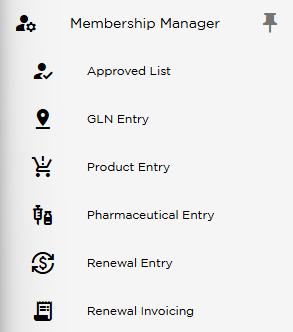 Membership Manager
Approved List
GLN Entry
Product Entry
Pharmaceutical Entry
Renewal Entry
Renewal Invoicing